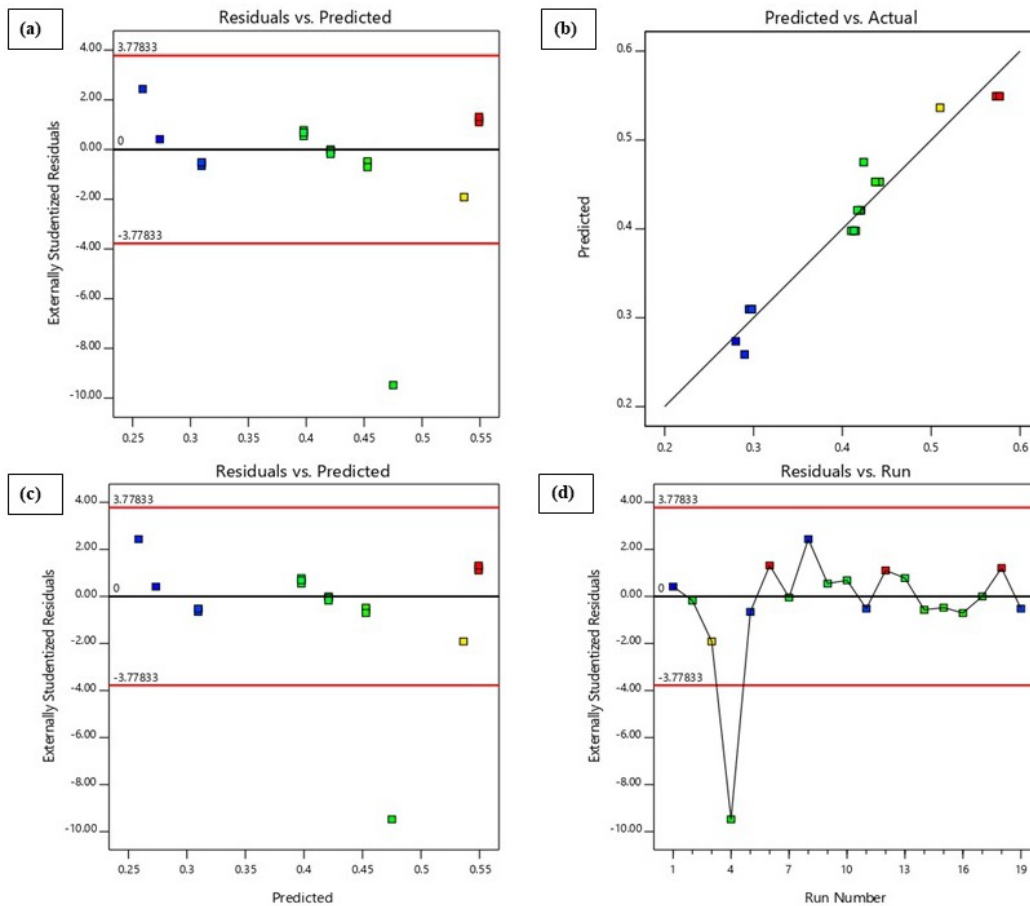 (a)
Residuals vs. Predicted
Externally Studentized Residuals
4.00
2.00
0.00
-2.00
-4.00
-6.00
-8.00
-10.00
3.77833
0
-3.77833
0.25 0.3 0.35 0.4 0.45 0.5 0.55
(b)
Predicted vs. Actual
Predicted
0.6
0.5
0.4
0.3
0.2
0.2 0.3 0.4 0.5 0.6
(c)
Residuals vs. Predicted
Externally Studentized Residuals
4.00
2.00
0.00
-2.00
-4.00
-6.00
-8.00
-10.00
3.77833
0
-3.77833
0.25 0.3 0.35 0.4 0.45 0.5 0.55
Predicted
(d)
Residuals vs. Run
Externally Studentized Residuals
4.00
2.00
0.00
-2.00
-4.00
-6.00
-8.00
-10.00
3.77833
0
-3.77833
1 4 7 10 13 16 19
Run Number